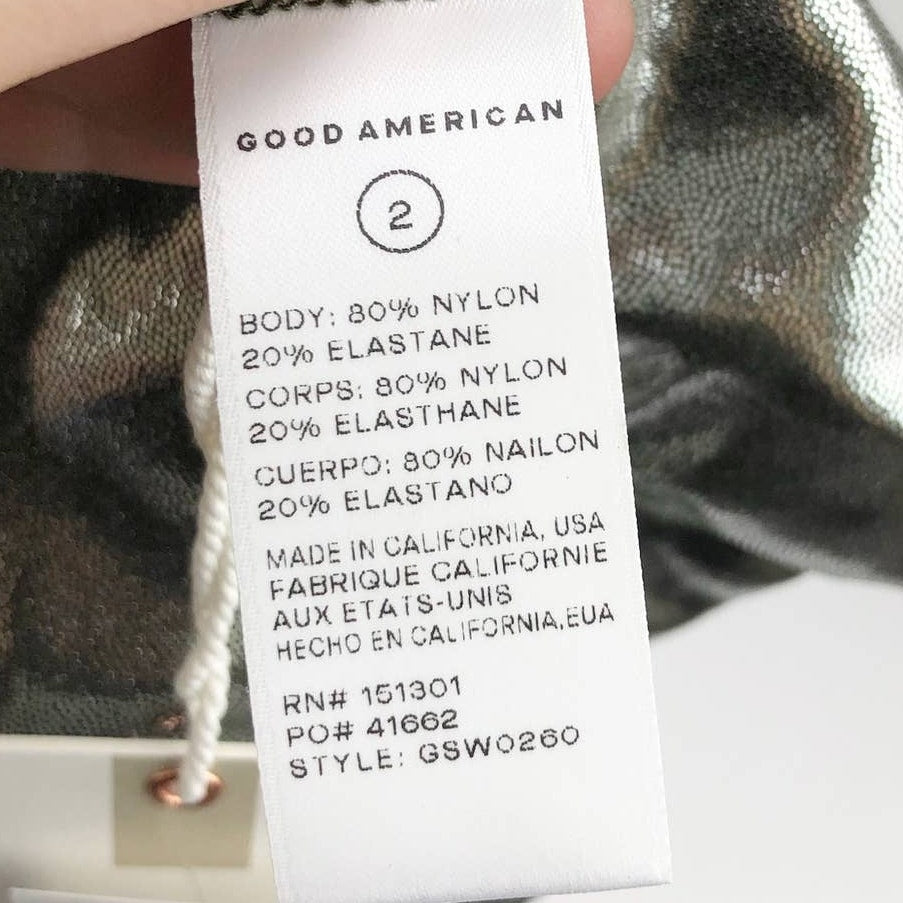 GOOD AMERICAN
2
BODY: 80% NYLON
20% ELASTANE
CORPS: 80% NYLON
20% ELASTHANE
CUERPO: 80% NAILON
20% ELASTANO
MADE IN CALIFORNIA, USA
FABRIQUE CALIFORNIE
AUX ETATS-UNIS
HECHO EN CALIFORNIA,EUA
RN# 151301
PO# 41662
STYLE: GSW0260